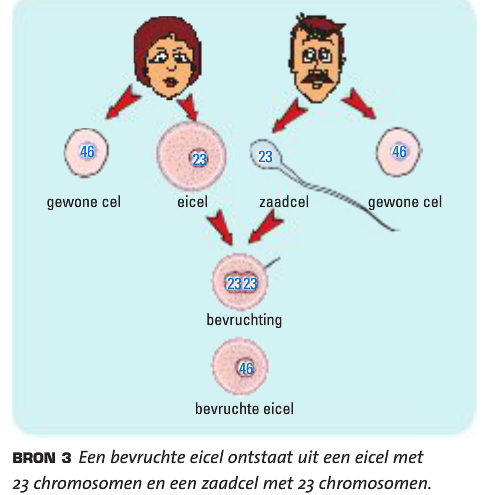 46
23
23
46
gewone cel
eicel
zaadcel
gewone cel
2323
bevruchting
46
bevruchte eicel
BRON 3 Een bevruchte eicel ontstaat uit een eicel met
23 chromosomen en een zaadcel met 23 chromosomen.